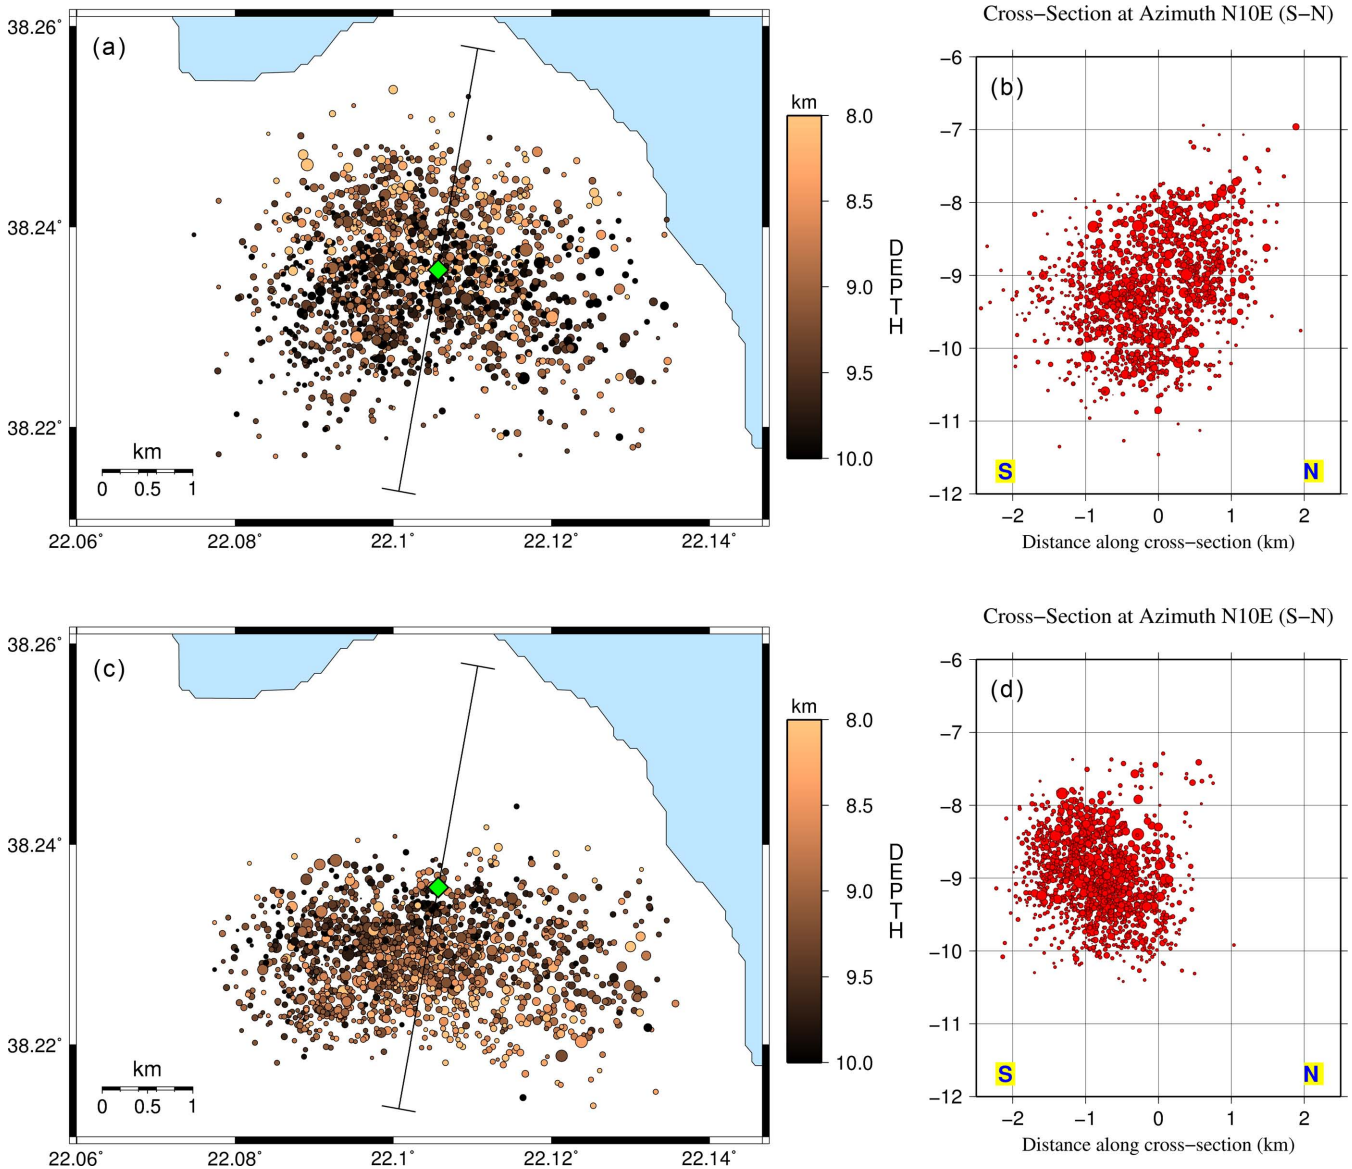 Cross−Section at Azimuth N10E (S−N)
38.26°
(a)
38.24°
38.22°
km
0 0.5 1
22.06° 22.08° 22.1° 22.12° 22.14°
km
8.0
8.5
9.0
9.5
10.0
DEPTH
−6
(b)
−7
−8
−9
−10
−11
S N
−12
−2 −1 0 1 2
Distance along cross−section (km)
Cross−Section at Azimuth N10E (S−N)
38.26°
(c)
38.24°
38.22°
km
0 0.5 1
22.06° 22.08° 22.1° 22.12° 22.14°
km
8.0
8.5
9.0
9.5
10.0
DEPTH
−6
(d)
−7
−8
−9
−10
−11
S N
−12
−2 −1 0 1 2
Distance along cross−section (km)